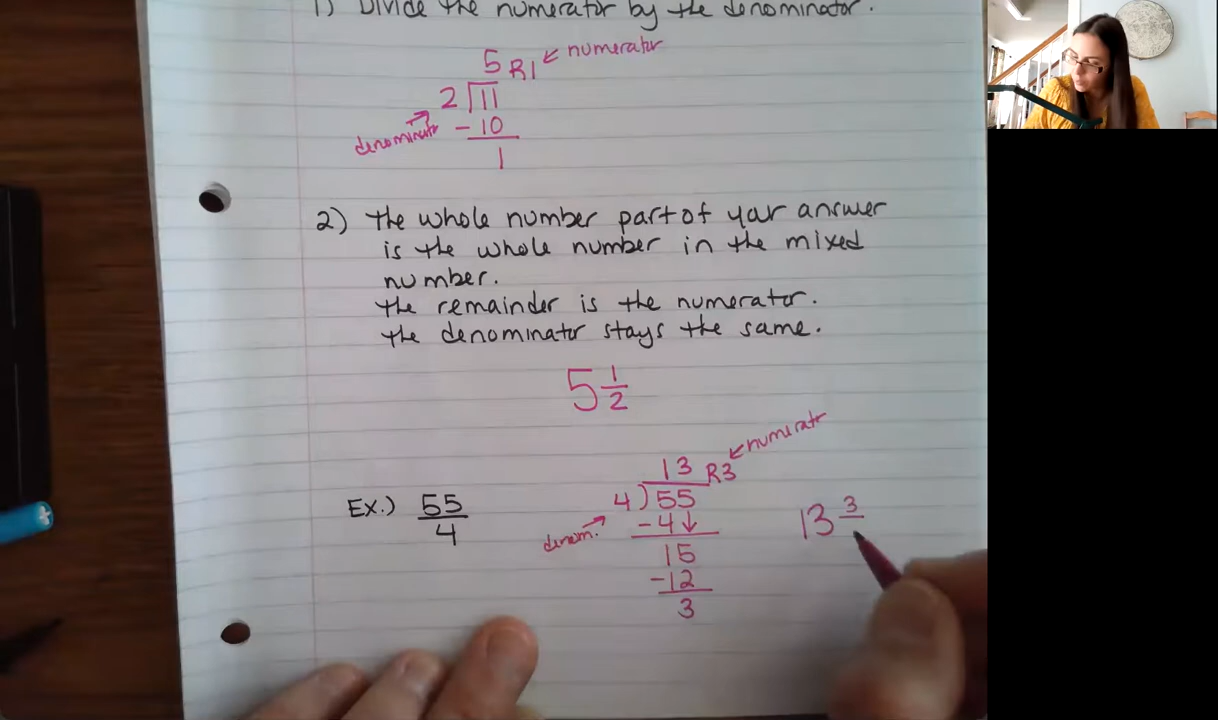 1) Divide the numerator by the denominator.
5 R1 ← numerator
2 11
denominator → - 10
1
2) the whole number part of your answer
is the whole number in the mixed
number.
the remainder is the numerator.
the denominator stays the same.
5 1/2
13 R3 ← numeratr
Ex.) 55/4
4)55
denom. → -4↓
15
-12
3
13 3